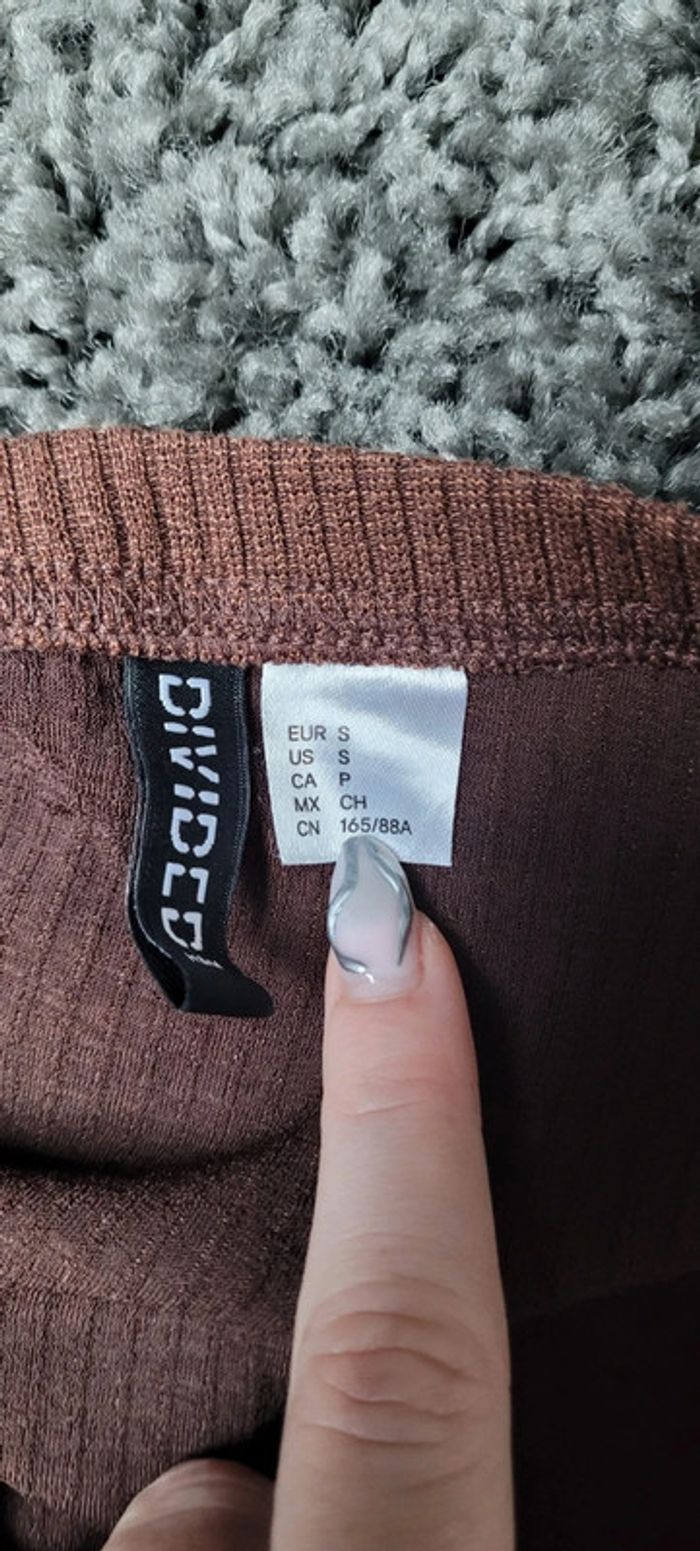 DIVIDED
H&M
EUR S
US S
CA P
MX CH
CN 165/88A